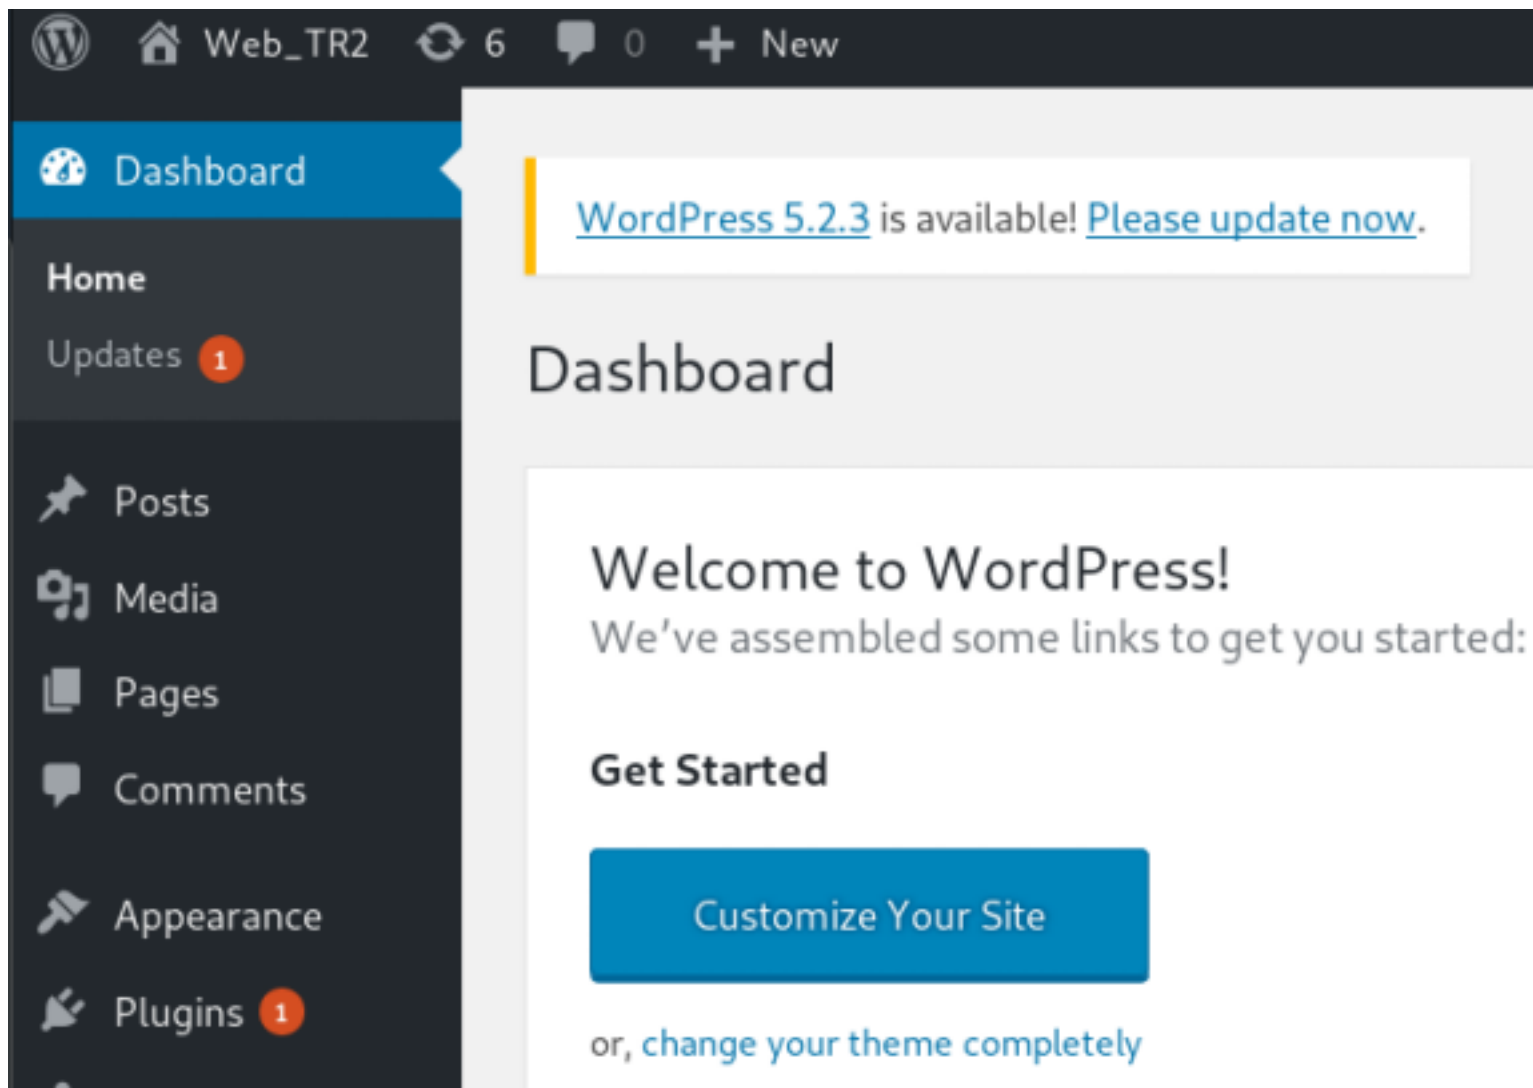 Web_TR2 6 0 New
Dashboard
Home
Updates 1
Posts
Media
Pages
Comments
Appearance
Plugins 1
WordPress 5.2.3 is available! Please update now.
Dashboard
Welcome to WordPress!
We've assembled some links to get you started:
Get Started
Customize Your Site
or, change your theme completely